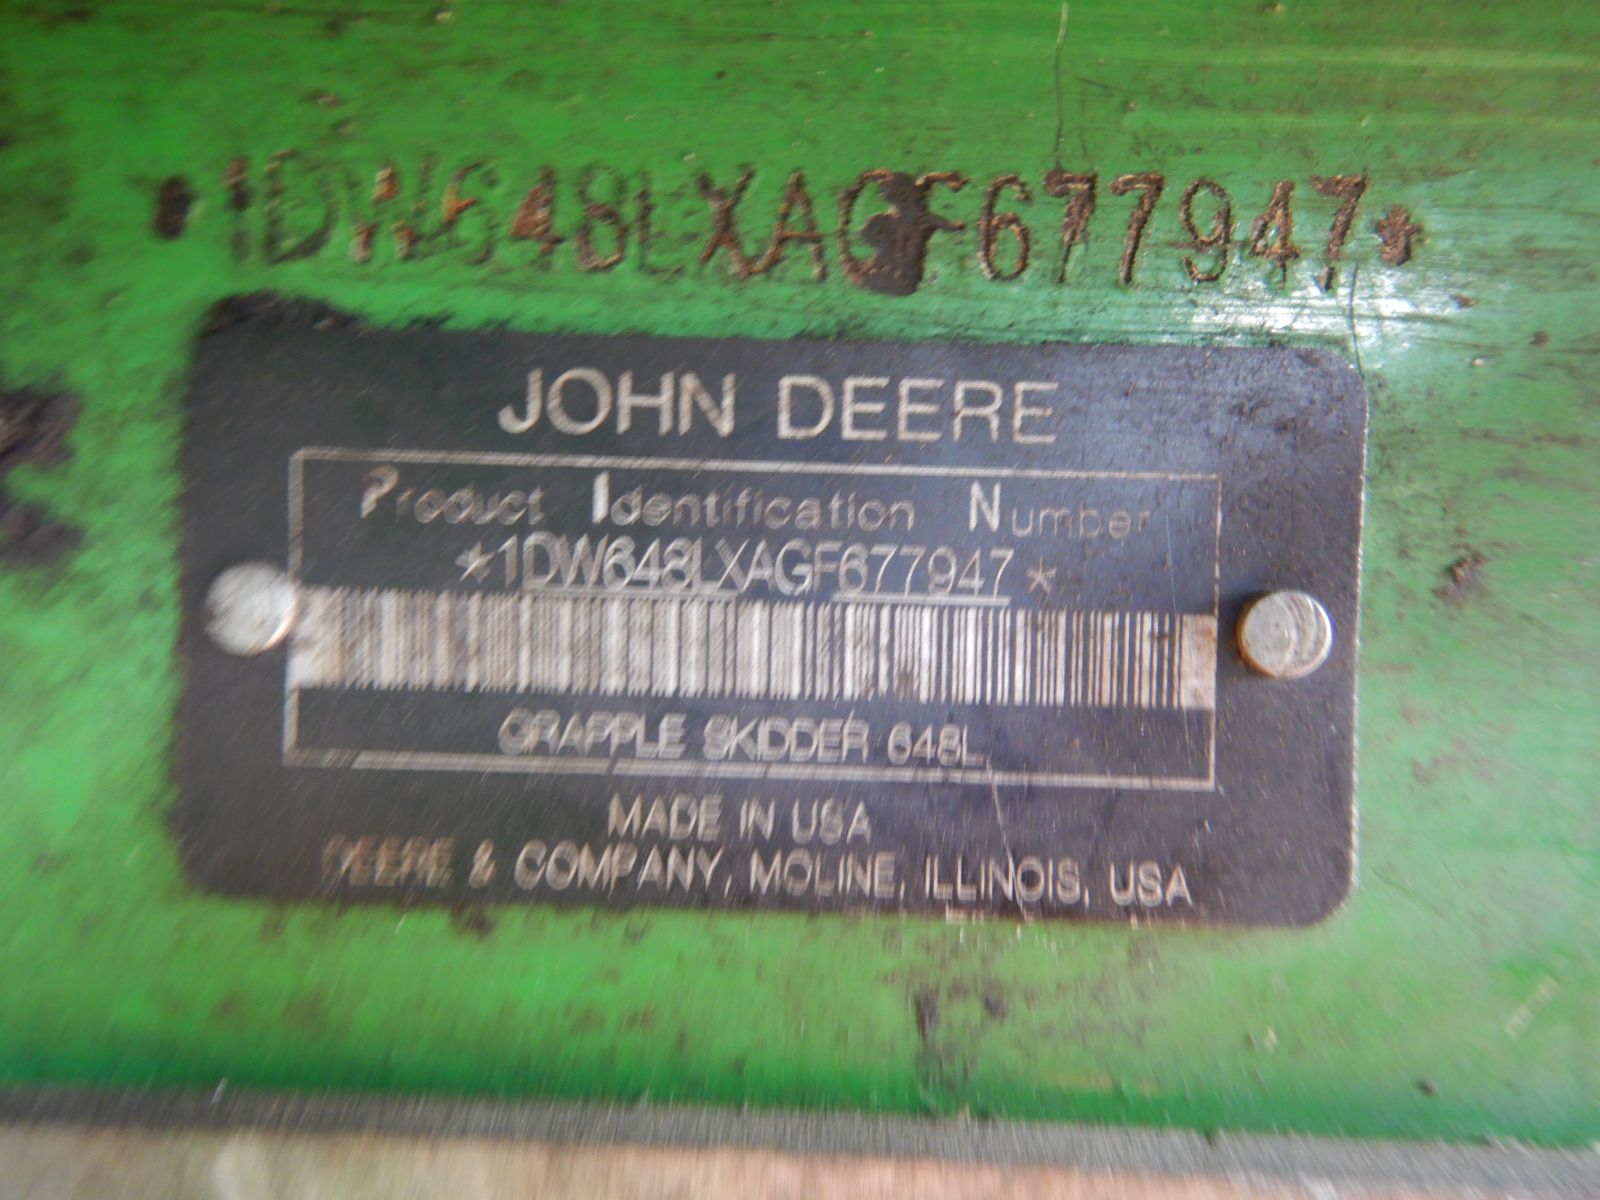 *1DW648LXAGF677947*
JOHN DEERE
Product Identification Number
*1DW648LXAGF677947*
GRAPPLE SKIDDER 648L
MADE IN USA
DEERE & COMPANY, MOLINE, ILLINOIS, USA